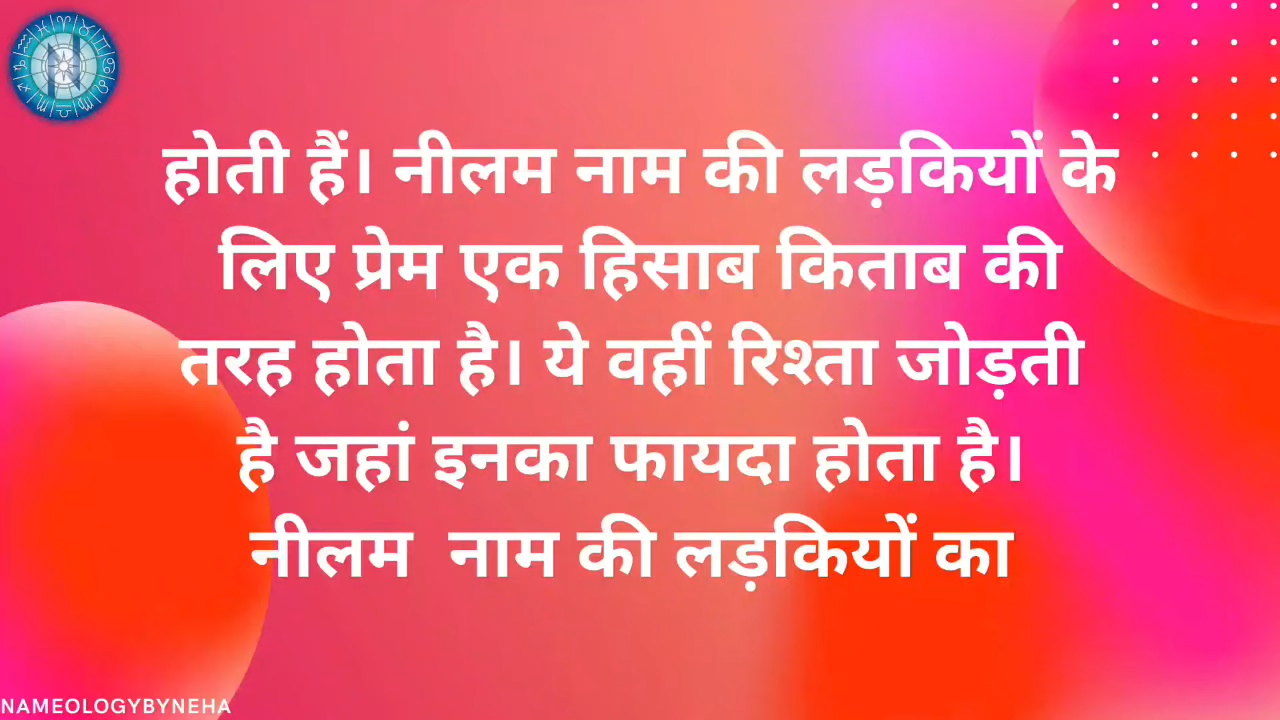 होती हैं। नीलम नाम की लड़कियों के
लिए प्रेम एक हिसाब किताब की
तरह होता है। ये वहीं रिश्ता जोड़ती
है जहां इनका फायदा होता है।
नीलम  नाम की लड़कियों का
NAMEOLOGYBYNEHA